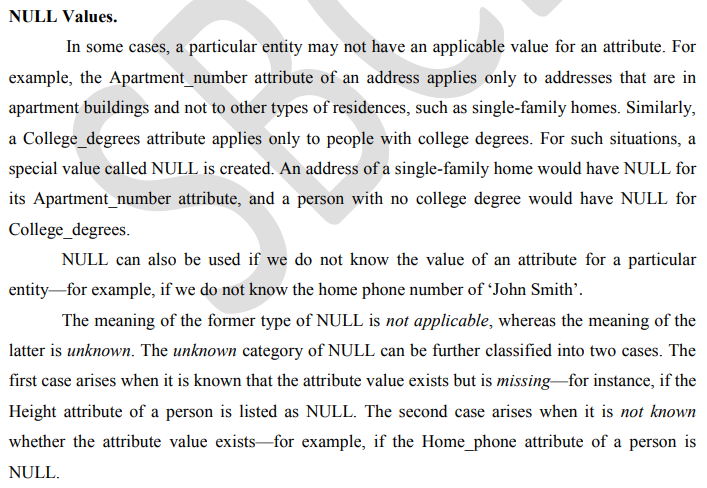 NULL Values.
In some cases, a particular entity may not have an applicable value for an attribute. For
example, the Apartment_number attribute of an address applies only to addresses that are in
apartment buildings and not to other types of residences, such as single-family homes. Similarly,
a College_degrees attribute applies only to people with college degrees. For such situations, a
special value called NULL is created. An address of a single-family home would have NULL for
its Apartment_number attribute, and a person with no college degree would have NULL for
College_degrees.
NULL can also be used if we do not know the value of an attribute for a particular
entity—for example, if we do not know the home phone number of ‘John Smith’.
The meaning of the former type of NULL is not applicable, whereas the meaning of the
latter is unknown. The unknown category of NULL can be further classified into two cases. The
first case arises when it is known that the attribute value exists but is missing—for instance, if the
Height attribute of a person is listed as NULL. The second case arises when it is not known
whether the attribute value exists—for example, if the Home_phone attribute of a person is
NULL.